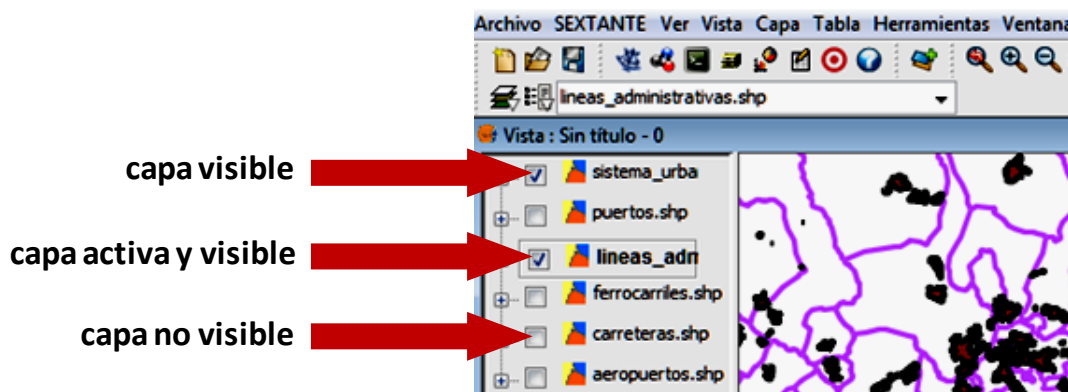 Archivo SEXTANTE Ver Vista Capa Tabla Herramientas Ventana
lineas_administrativas.shp
Vista : Sin título - 0
capa visible
sistema_urba
puertos.shp
capa activa y visible
lineas_adm
ferrocarriles.shp
capa no visible
carreteras.shp
aeropuertos.shp